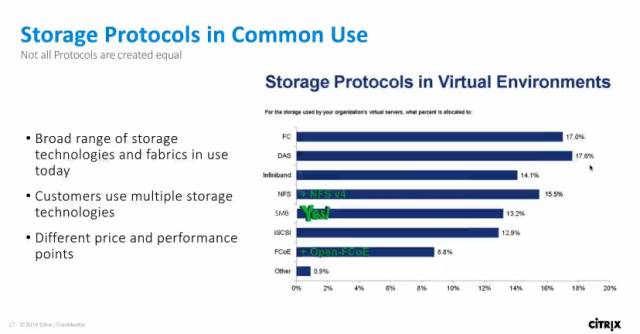 Storage Protocols in Common Use
Not all Protocols are created equal
• Broad range of storage
technologies and fabrics in use
today
• Customers use multiple storage
technologies
• Different price and performance
points
Storage Protocols in Virtual Environments
For the storage used by your organization's virtual servers, what percent is allocated to:
FC 17.0%
DAS 17.6%
Infiniband 14.1%
NFS + NFS v4 15.5%
SMB Yes! 13.2%
iSCSI 12.9%
FCoE + Open-FCoE 8.8%
Other 0.9%
0% 2% 4% 6% 8% 10% 12% 14% 16% 18% 20%
27 © Citrix | Confidential
CITRIX